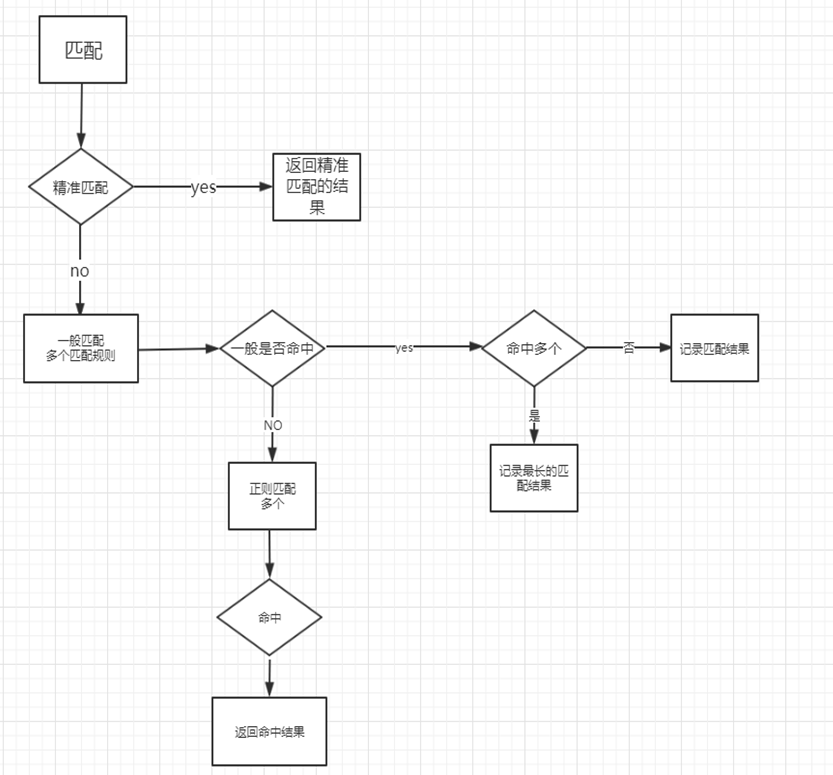 匹配
精准匹配
yes
返回精准
匹配的结
果
no
一般匹配
多个匹配规则
一般是否命中
yes
命中多个
否
记录匹配结果
是
记录最长的匹
配结果
NO
正则匹配
多个
命中
返回命中结果